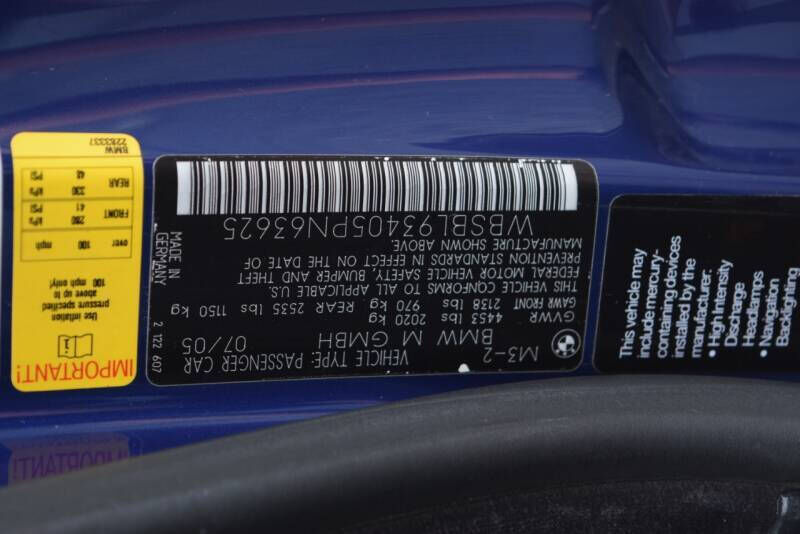 M3-2
BMW M GMBH 07/05
VEHICLE TYPE: PASSENGER CAR
GVWR 4453 lbs 2020 kg
GAWR FRONT 2138 lbs 970 kg REAR 2535 lbs 1150 kg
THIS VEHICLE CONFORMS TO ALL APPLICABLE U.S.
FEDERAL MOTOR VEHICLE SAFETY, BUMPER AND THEFT
PREVENTION STANDARDS IN EFFECT ON THE DATE OF
MANUFACTURE SHOWN ABOVE.
WBSBL93405PN63625
MADE IN
GERMANY
2 122 607
IMPORTANT!
Use inflation
pressure specified
above up to
100 mph
over
100
mph
FRONT
280
kPa
41
PSI
REAR
330
kPa
48
PSI
BMW
2283337
This vehicle may
include mercury-
containing devices
installed by the
manufacturer:
• High Intensity
Discharge
Headlamps
• Navigation
Backlighting
IMPORTANT!